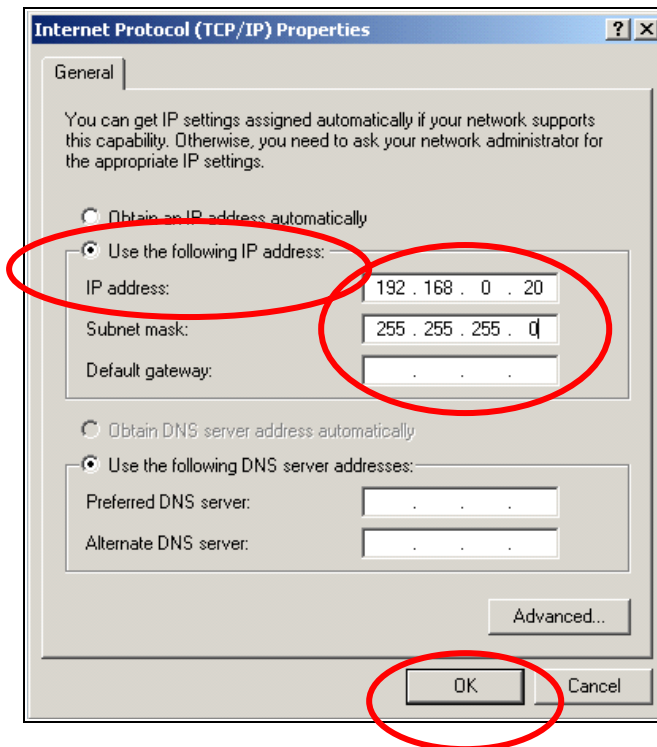 Internet Protocol (TCP/IP) Properties
General
You can get IP settings assigned automatically if your network supports
this capability. Otherwise, you need to ask your network administrator for
the appropriate IP settings.
Obtain an IP address automatically
Use the following IP address:
IP address: 192 . 168 . 0 . 20
Subnet mask: 255 . 255 . 255 . 0
Default gateway: . . .
Obtain DNS server address automatically
Use the following DNS server addresses:
Preferred DNS server: . . .
Alternate DNS server: . . .
Advanced...
OK Cancel